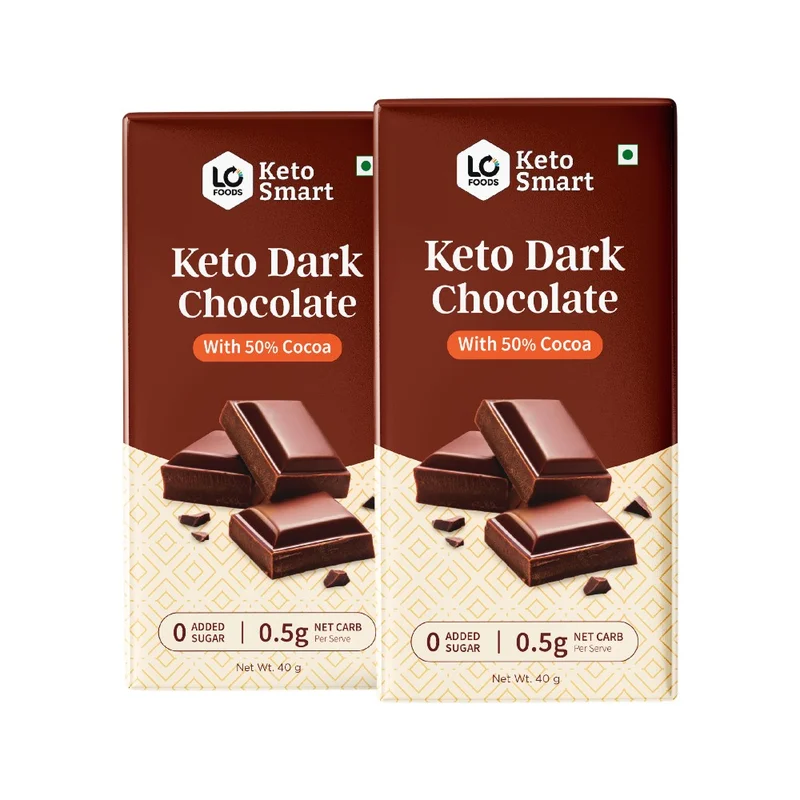 LO
FOODS
Keto
Smart
Keto Dark
Chocolate
With 50% Cocoa
0 ADDED
SUGAR
0.5g NET CARB
Per Serve
Net Wt. 40 g
LO
FOODS
Keto
Smart
Keto Dark
Chocolate
With 50% Cocoa
0 ADDED
SUGAR
0.5g NET CARB
Per Serve
Net Wt. 40 g